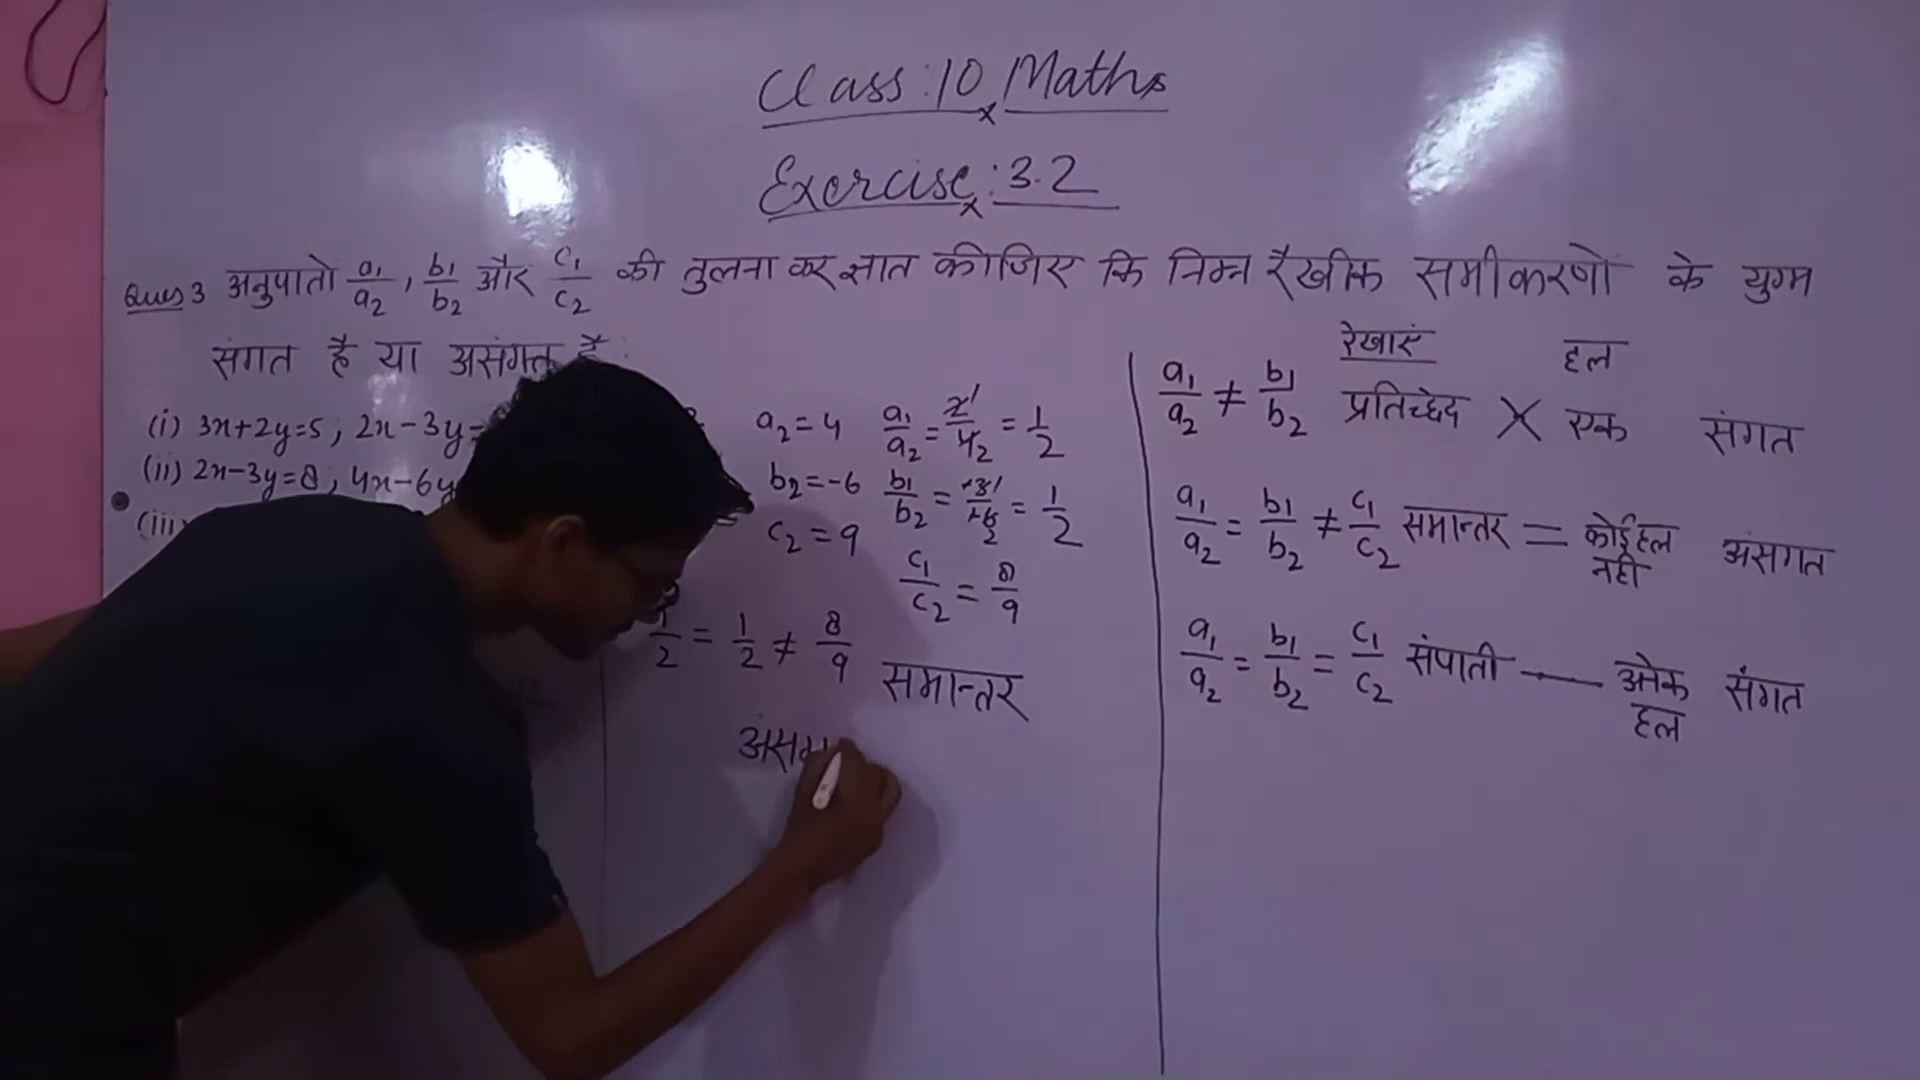 Class:10 Maths
Exercise:3.2
Ques 3 अनुपातो a₁/a₂, b₁/b₂ और c₁/c₂ की तुलना कर ज्ञात कीजिए कि निम्न रैखीक समीकरणों के युग्म
संगत है या असंगत है:
(i) 3x+2y=5; 2x-3y=
(ii) 2x-3y=8; 4x-6y
(iii)
a₂=4 a₁/a₂=2/4=1/2
b₂=-6 b₁/b₂=-3/-6=1/2
c₂=9
c₁/c₂=8/9
1/2=1/2≠8/9
समान्तर
असग
रेखाएं हल
a₁/a₂≠b₁/b₂ प्रतिच्छेद X एक संगत
a₁/a₂=b₁/b₂≠c₁/c₂ समान्तर = कोई हल नही असंगत
a₁/a₂=b₁/b₂=c₁/c₂ संपाती — अनेक हल संगत